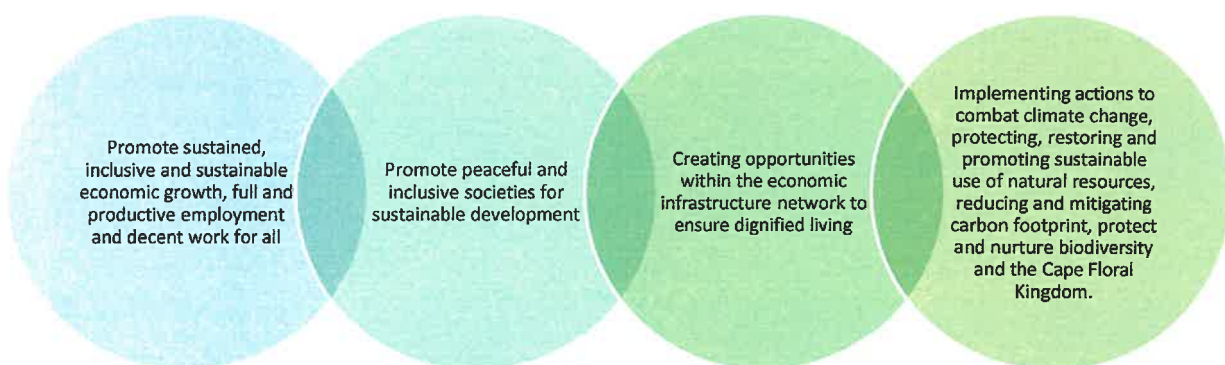 Promote sustained,
inclusive and sustainable
economic growth, full and
productive employment
and decent work for all
Promote peaceful and
inclusive societies for
sustainable development
Creating opportunities
within the economic
infrastructure network to
ensure dignified living
Implementing actions to
combat climate change,
protecting, restoring and
promoting sustainable
use of natural resources,
reducing and mitigating
carbon footprint, protect
and nurture biodiversity
and the Cape Floral
Kingdom.